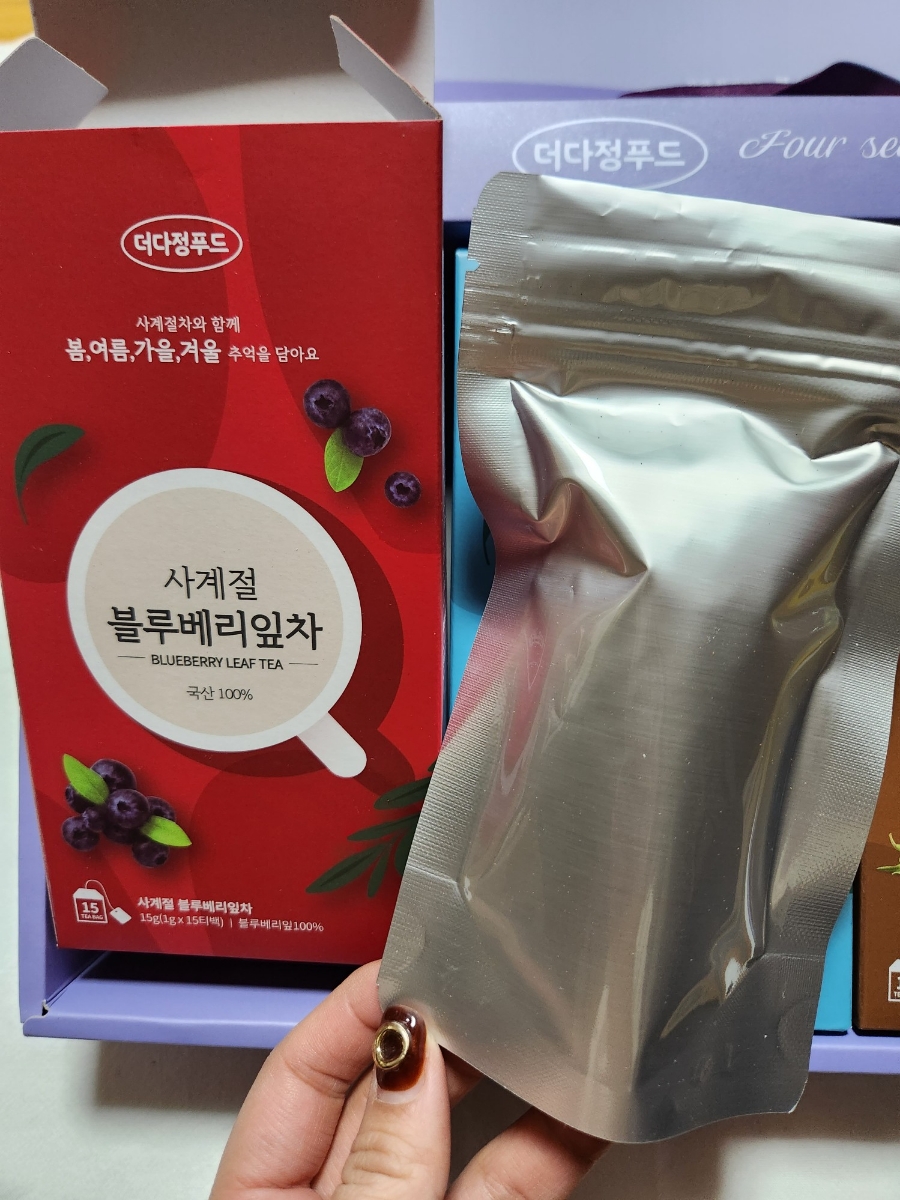 더다정푸드
사계절차와 함께
봄,여름,가을,겨울 추억을 담아요
사계절
블루베리잎차
BLUEBERRY LEAF TEA
국산 100%
15
TEA BAG
사계절 블루베리잎차
15g(1g x 15티백) | 블루베리잎100%
더다정푸드
Four